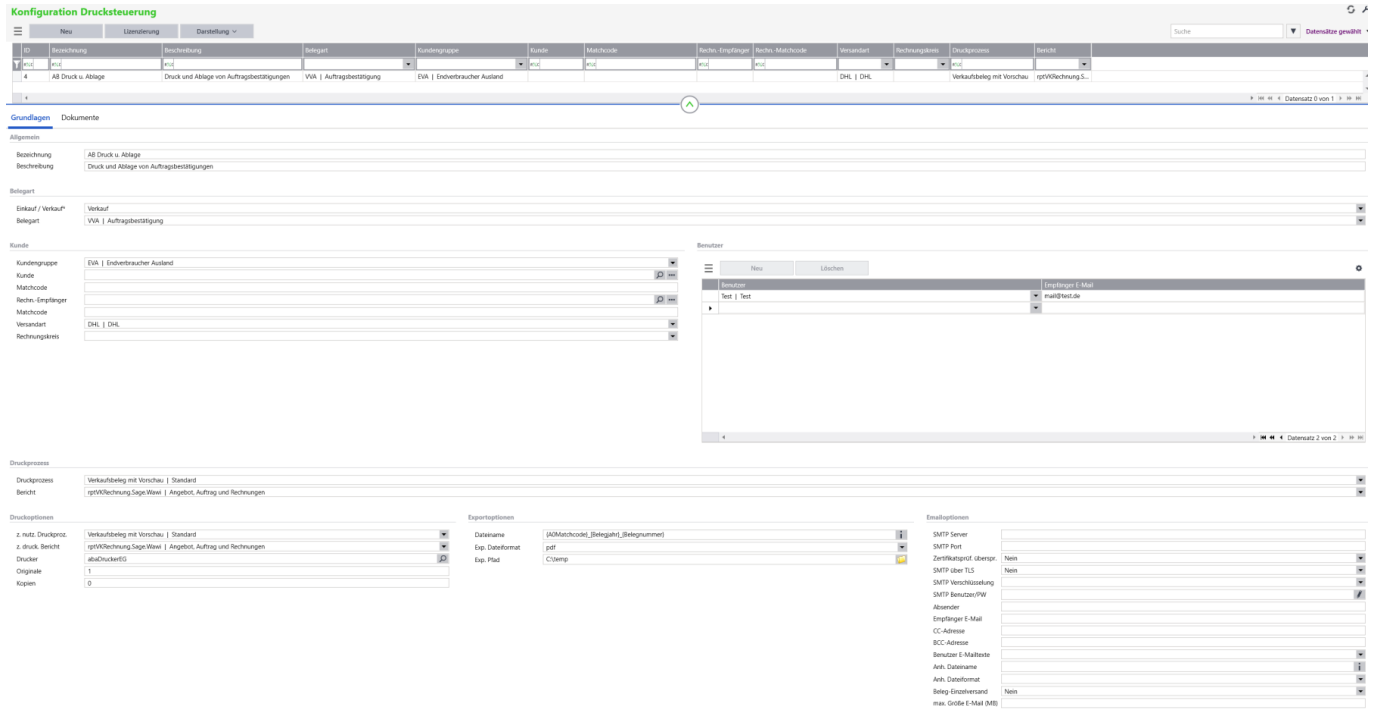 Konfiguration Drucksteuerung
Neu Lizenzierung Darstellung
Suche Datensätze gewählt
ID Bezeichnung Beschreibung Belegart Kundengruppe Kunde Matchcode Rechn.-Empfänger Rechn.-Matchcode Versandart Rechnungskreis Druckprozess Bericht
4 AB Druck u. Ablage Druck und Ablage von Auftragsbestätigungen VVA | Auftragsbestätigung EVA | Endverbraucher Ausland DHL | DHL Verkaufsbeleg mit Vorschau rptVKRechnung.S...
Datensatz 0 von 1
Grundlagen Dokumente
Allgemein
Bezeichnung AB Druck u. Ablage
Beschreibung Druck und Ablage von Auftragsbestätigungen
Belegart
Einkauf / Verkauf* Verkauf
Belegart VVA | Auftragsbestätigung
Kunde
Kundengruppe EVA | Endverbraucher Ausland
Kunde
Matchcode
Rechn.-Empfänger
Matchcode
Versandart DHL | DHL
Rechnungskreis
Benutzer
Neu Löschen
Benutzer Empfänger E-Mail
Test | Test mail@test.de
Datensatz 2 von 2
Druckprozess
Druckprozess Verkaufsbeleg mit Vorschau | Standard
Bericht rptVKRechnung.Sage.Wawi | Angebot, Auftrag und Rechnungen
Druckoptionen
z. nutz. Druckproz. Verkaufsbeleg mit Vorschau | Standard
z. druck. Bericht rptVKRechnung.Sage.Wawi | Angebot, Auftrag und Rechnungen
Drucker abaDruckerEG
Originale 1
Kopien 0
Exportoptionen
Dateiname {A0Matchcode}_{Belegjahr}_{Belegnummer}
Exp. Dateiformat pdf
Exp. Pfad C:\temp
Emailoptionen
SMTP Server
SMTP Port
Zertifikatsprüf. überspr. Nein
SMTP über TLS Nein
SMTP Verschlüsselung
SMTP Benutzer/PW
Absender
Empfänger E-Mail
CC-Adresse
BCC-Adresse
Benutzer E-Mailtexte
Anh. Dateiname
Anh. Dateiformat
Beleg-Einzelversand Nein
max. Größe E-Mail (MB)